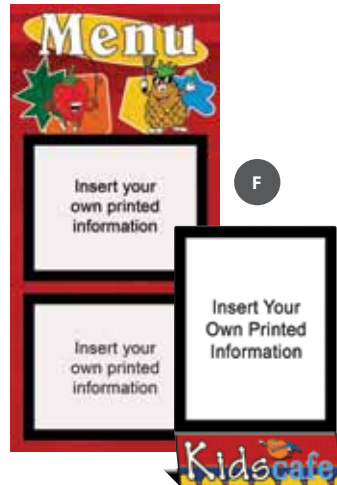 Menu
Insert your
own printed
information
F
Insert Your
Own Printed
Information
Insert your
own printed
information
Kidscafe